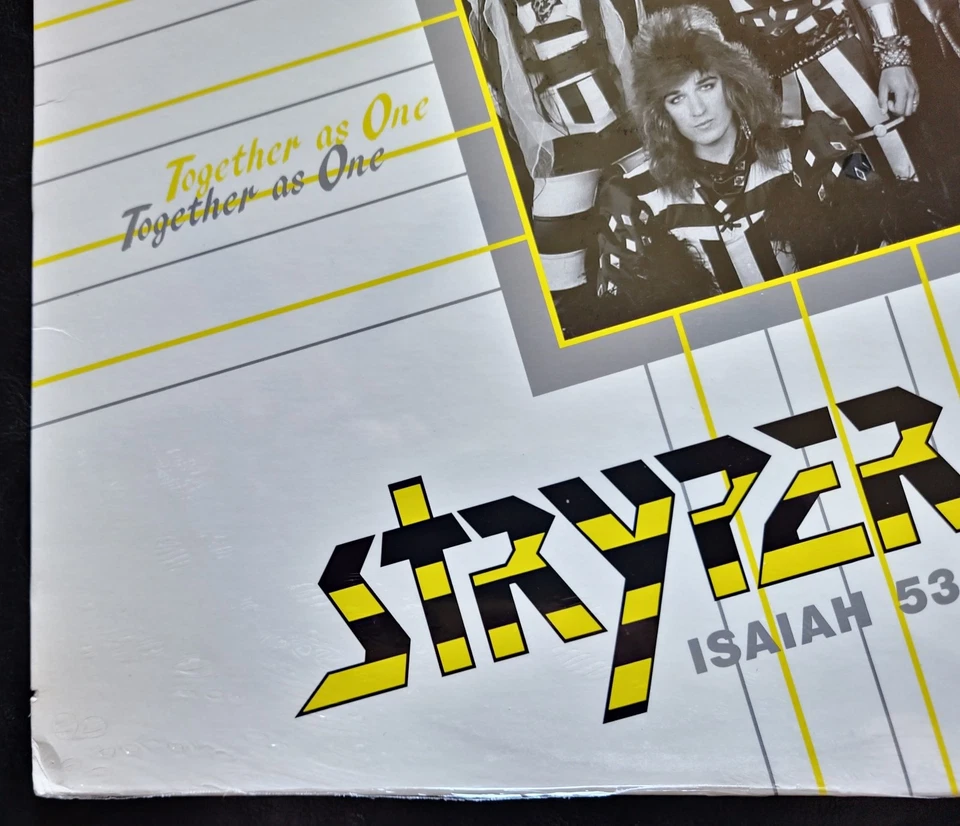 Together as One
Together as One
STRYPER
ISAIAH 53